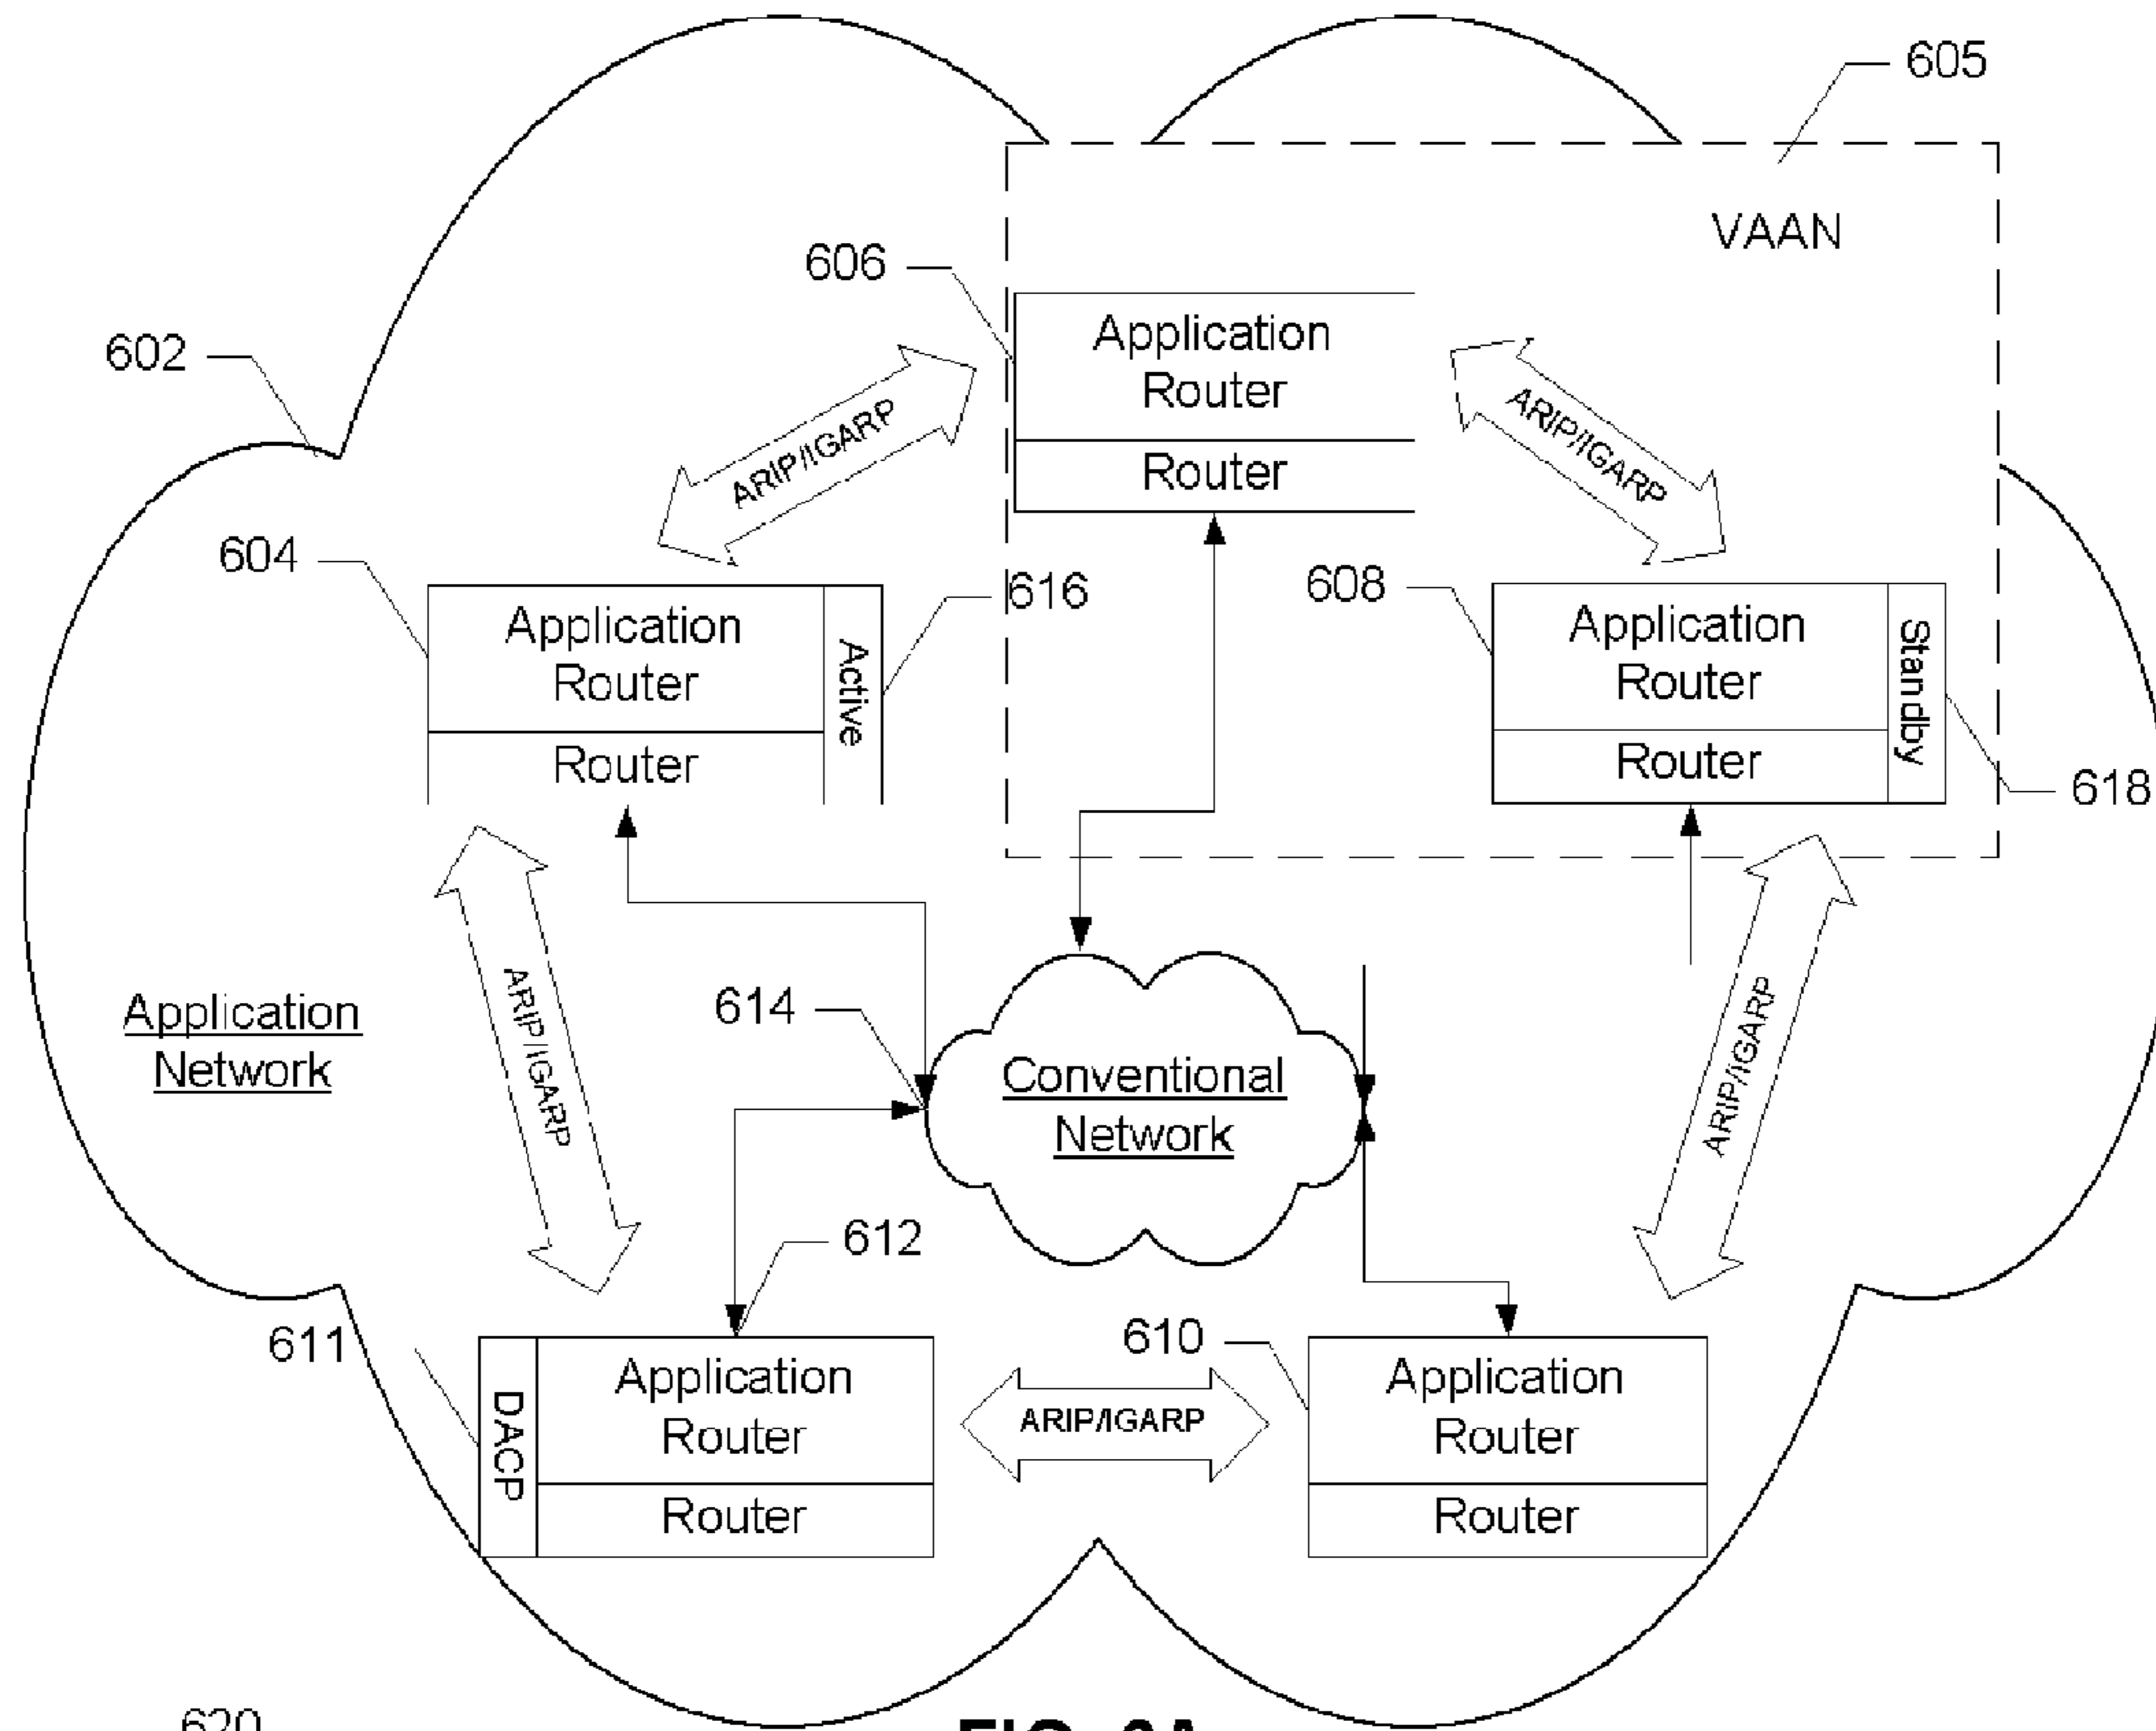 605
VAAN
606
Application
Router
Router
602
ARIP/IGARP
ARIP/IGARP
604
Application
Router
Router
Active
616
608
Application
Router
Router
Standby
618
Application
Network
ARIP/IGARP
614
Conventional
Network
ARIP/IGARP
612
611
DACP
Application
Router
Router
ARIP/IGARP
610
Application
Router
Router
620